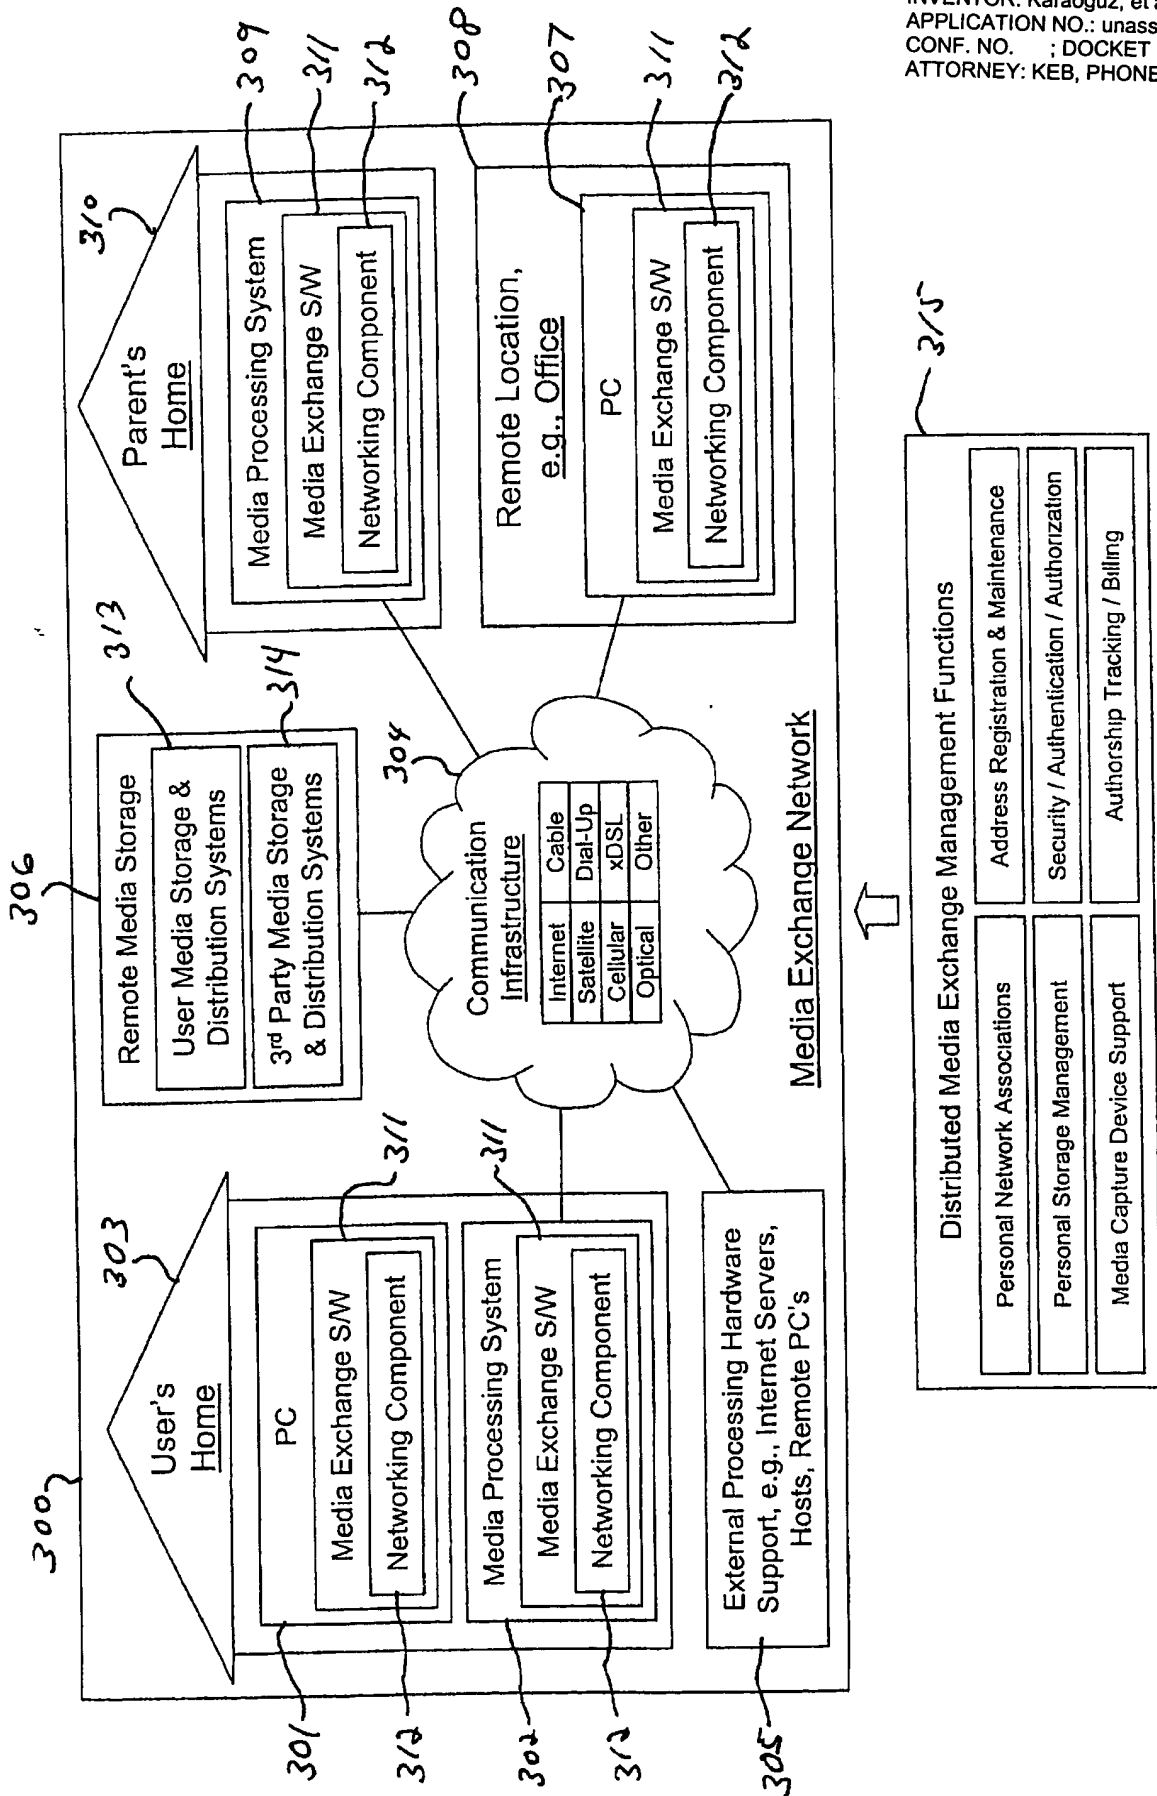 INVENTOR: Karaoguz, et a
APPLICATION NO.: unass
CONF. NO. ; DOCKET
ATTORNEY: KEB, PHONE
300
303
User's
Home
301
PC
Media Exchange S/W
311
Networking Component
312
302
Media Processing System
Media Exchange S/W
311
Networking Component
312
305
External Processing Hardware
Support, e.g., Internet Servers,
Hosts, Remote PC's
306
Remote Media Storage
User Media Storage &
Distribution Systems
313
3rd Party Media Storage
& Distribution Systems
314
304
Communication
Infrastructure
Internet Cable
Satellite Dial-Up
Cellular xDSL
Optical Other
Media Exchange Network
310
Parent's
Home
309
Media Processing System
Media Exchange S/W
311
Networking Component
312
308
Remote Location,
e.g., Office
307
PC
Media Exchange S/W
311
Networking Component
312
315
Distributed Media Exchange Management Functions
Personal Network Associations Address Registration & Maintenance
Personal Storage Management Security / Authentication / Authorization
Media Capture Device Support Authorship Tracking / Billing